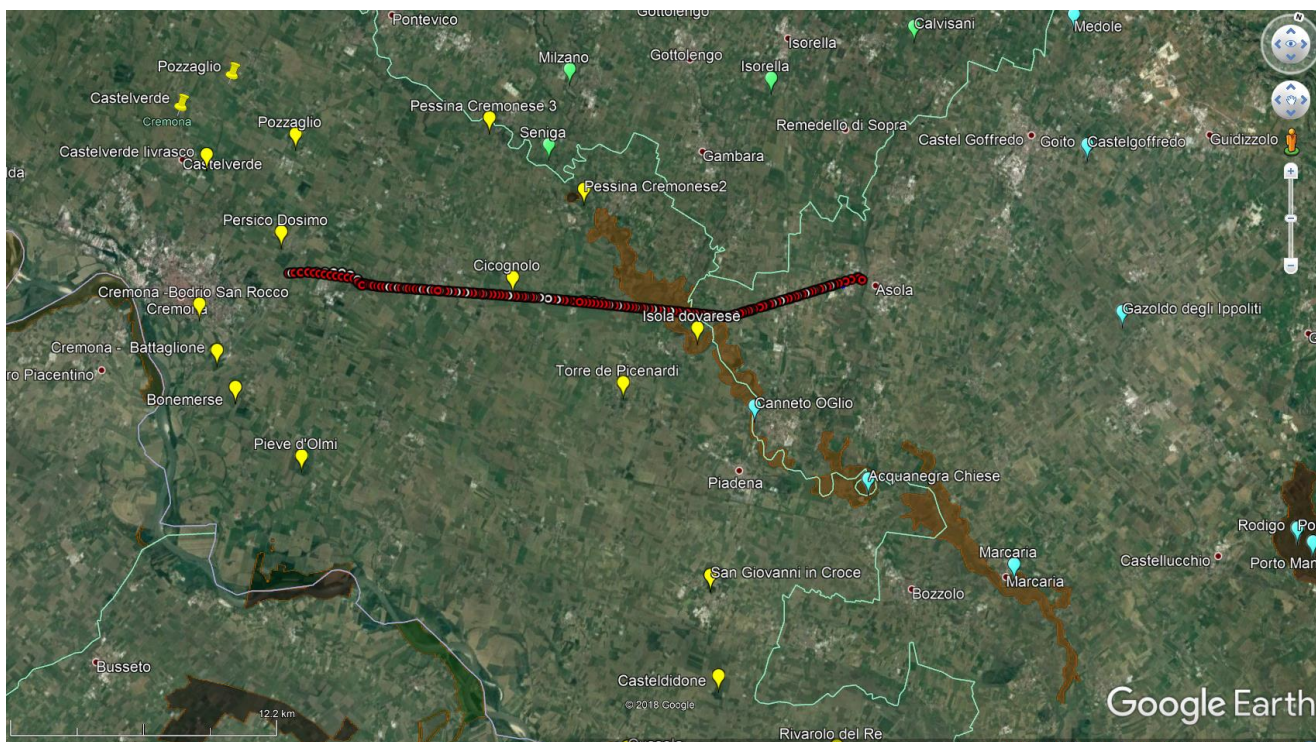 Pontevico
Gottolengo
Calvisani
Medole
Isorella
Pozzaglio
Milzano
Gottolengo
Isorella
Castelverde
Pessina Cremonese 3
Cremona
Pozzaglio
Seniga
Remedello di Sopra
Castel Goffredo
Goito
Castelgoffredo
Guidizzolo
Castelverde livrasco
Castelverde
Gambara
Pessina Cremonese2
Persico Dosimo
Cicognolo
Asola
Cremona -Bodrio San Rocco
Cremona
Isola dovarese
Gazoldo degli Ippoliti
Cremona - Battaglione
ro Piacentino
Torre de Picenardi
Bonemerse
Canneto OGlio
Pieve d'Olmi
Piadena
Acquanegra Chiese
Rodigo
Po
Marcaria
Castellucchio
Porto Man
San Giovanni in Croce
Marcaria
Bozzolo
Busseto
Casteldidone
© 2018 Google
Google Earth
12.2 km
Rivarolo del Re